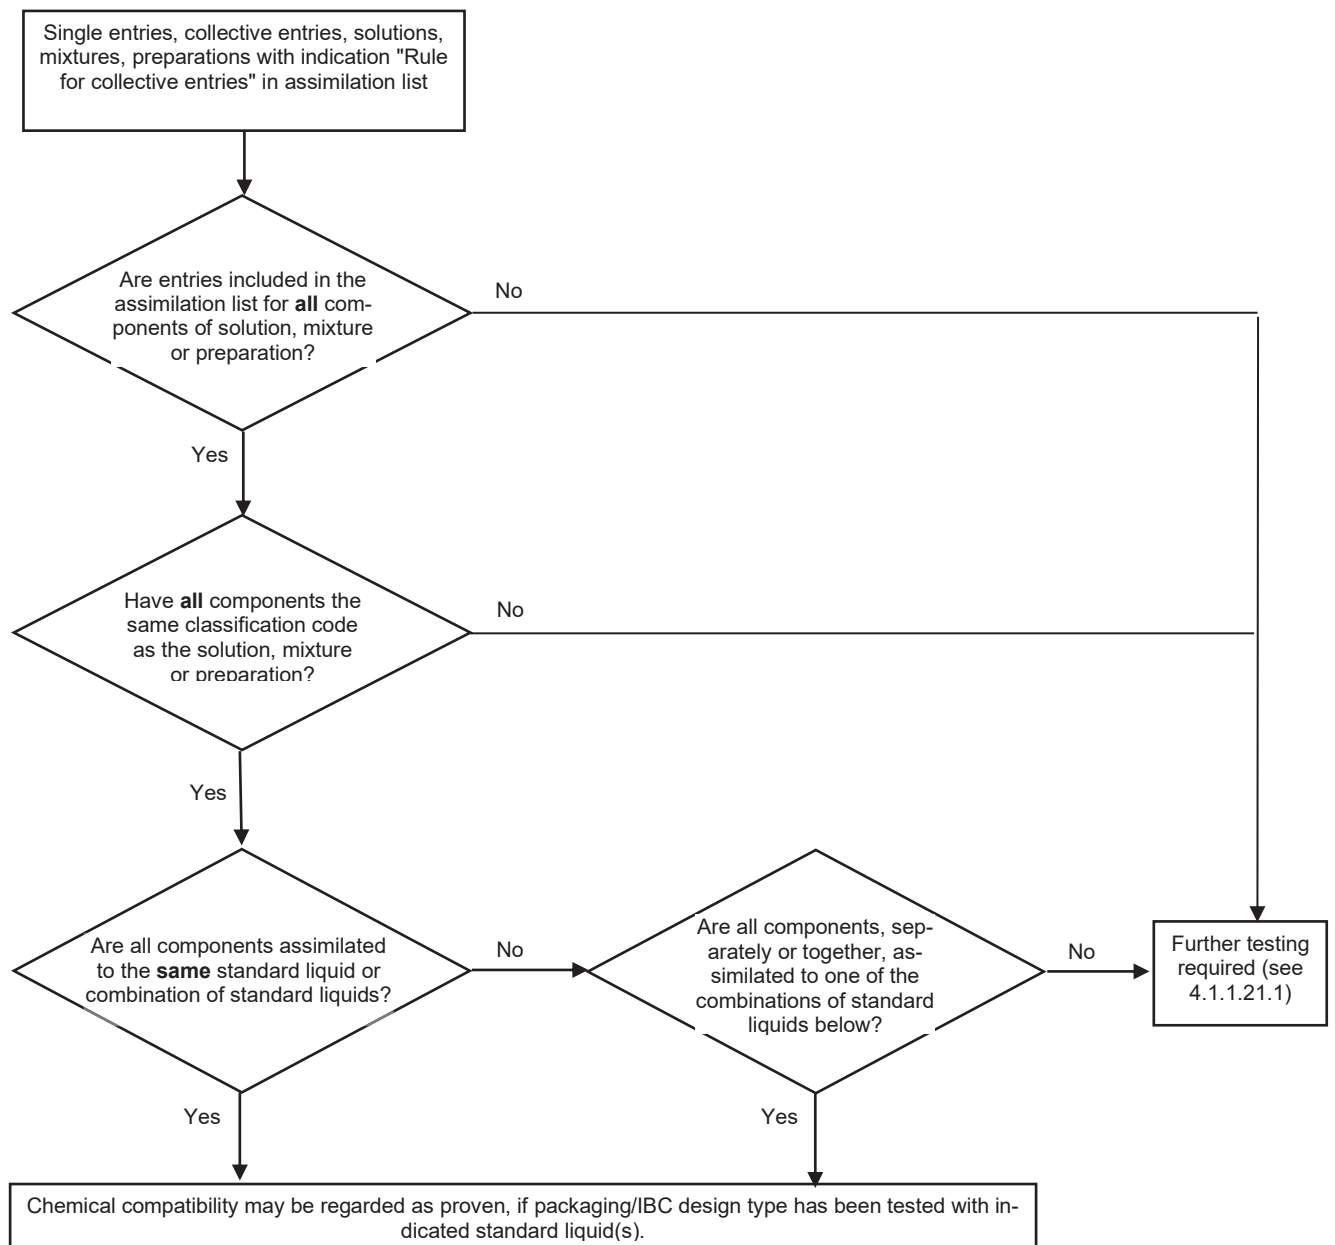 Single entries, collective entries, solutions,
mixtures, preparations with indication "Rule
for collective entries" in assimilation list
Are entries included in the
assimilation list for all com-
ponents of solution, mixture
or preparation?
No
Yes
Have all components the
same classification code
as the solution, mixture
or preparation?
No
Yes
Are all components assimilated
to the same standard liquid or
combination of standard liquids?
No
Are all components, sep-
arately or together, as-
similated to one of the
combinations of standard
liquids below?
No
Further testing
required (see
4.1.1.21.1)
Yes
Yes
Chemical compatibility may be regarded as proven, if packaging/IBC design type has been tested with in-
dicated standard liquid(s).